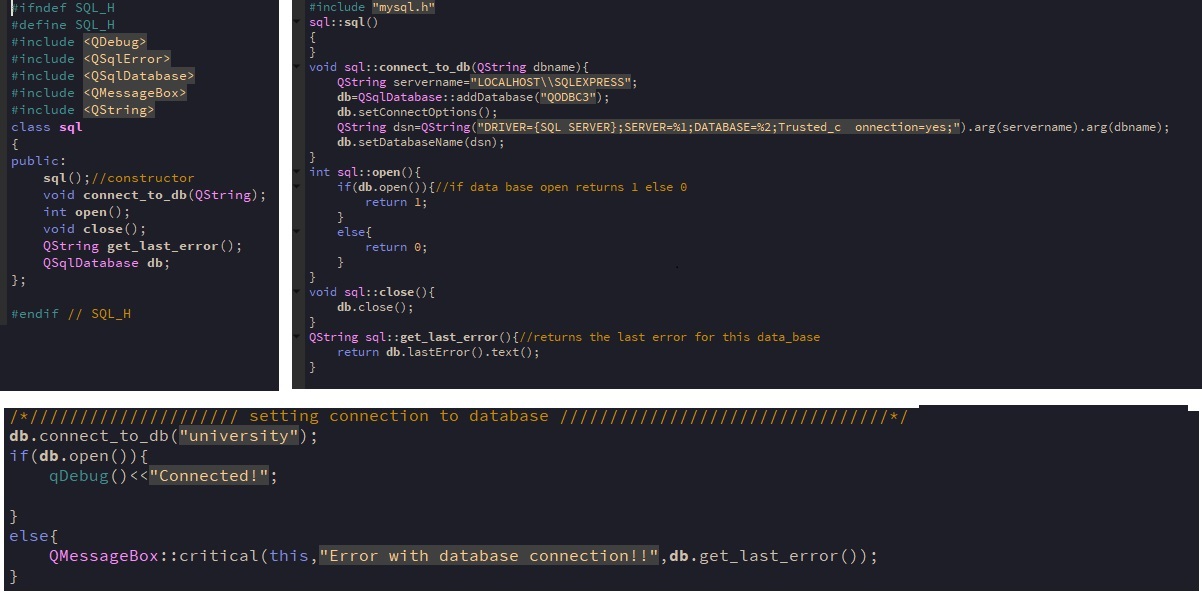 #ifndef SQL_H
#define SQL_H
#include <QDebug>
#include <QSqlError>
#include <QSqlDatabase>
#include <QMessageBox>
#include <QString>
class sql
{
public:
    sql();//constructor
    void connect_to_db(QString);
    int open();
    void close();
    QString get_last_error();
    QSqlDatabase db;
};
#endif // SQL_H
#include "mysql.h"
sql::sql()
{
}
void sql::connect_to_db(QString dbname){
    QString servername="LOCALHOST\\SQLEXPRESS";
    db=QSqlDatabase::addDatabase("QODBC3");
    db.setConnectOptions();
    QString dsn=QString("DRIVER={SQL SERVER};SERVER=%1;DATABASE=%2;Trusted_c  onnection=yes;").arg(servername).arg(dbname);
    db.setDatabaseName(dsn);
}
int sql::open(){
    if(db.open()){//if data base open returns 1 else 0
        return 1;
    }
    else{
        return 0;
    }
}
void sql::close(){
    db.close();
}
QString sql::get_last_error(){//returns the last error for this data_base
    return db.lastError().text();
}
/*///////////////////// setting connection to database /////////////////////////////////*/
db.connect_to_db("university");
if(db.open()){
    qDebug()<<"Connected!";
}
else{
    QMessageBox::critical(this,"Error with database connection!!",db.get_last_error());
}